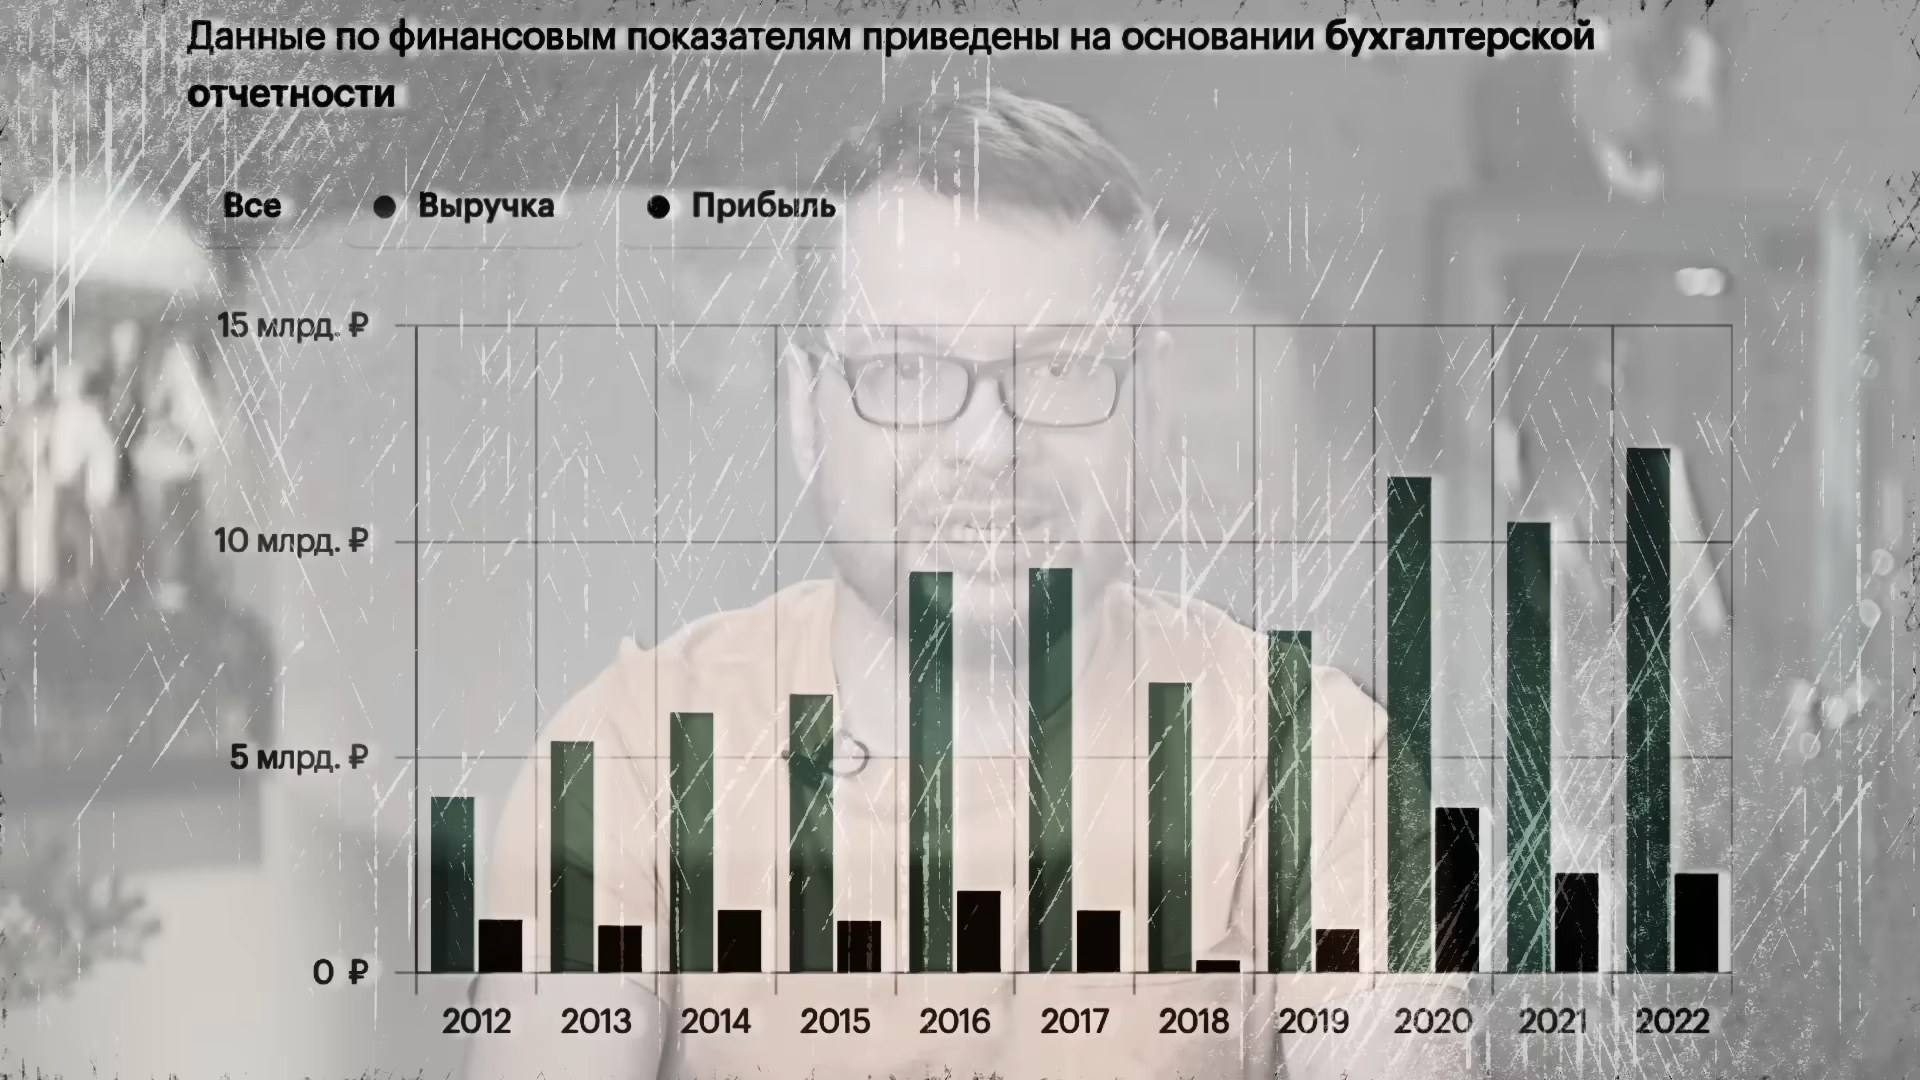 Данные по финансовым показателям приведены на основании бухгалтерской
отчетности
Все Выручка Прибыль
15 млрд. ₽
10 млрд. ₽
5 млрд. ₽
0 ₽
2012 2013 2014 2015 2016 2017 2018 2019 2020 2021 2022